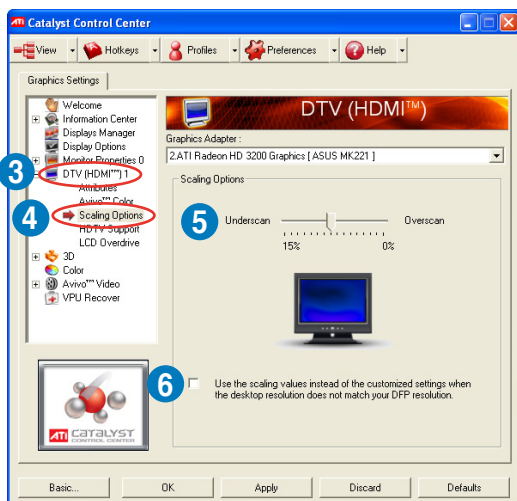 ATI Catalyst Control Center
View Hotkeys Profiles Preferences Help
Graphics Settings
Welcome
Information Center
Displays Manager
Display Options
Monitor Properties 0
3 DTV (HDMI™) 1
Attributes
Avivo™ Color
4 Scaling Options
HDTV Support
LCD Overdrive
3D
Color
Avivo™ Video
VPU Recover
DTV (HDMI™)
Graphics Adapter :
2.ATI Radeon HD 3200 Graphics [ ASUS MK221 ]
Scaling Options
5 Underscan Overscan
15% 0%
6 Use the scaling values instead of the customized settings when
the desktop resolution does not match your DFP resolution.
ATI CATALYST
CONTROL CENTER
Basic... OK Apply Discard Defaults